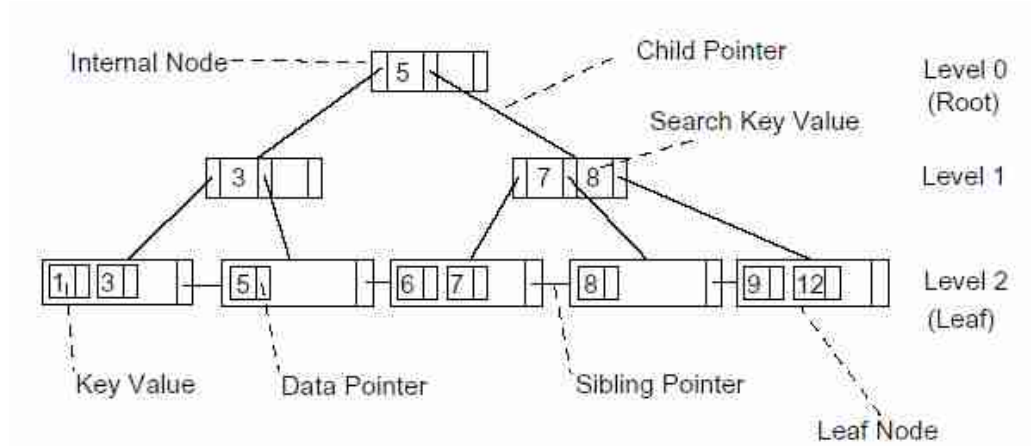 Internal Node
5
Child Pointer
Level 0
(Root)
Search Key Value
3
7 8
Level 1
1 3
5
6 7
8
9 12
Level 2
(Leaf)
Key Value
Data Pointer
Sibling Pointer
Leaf Node